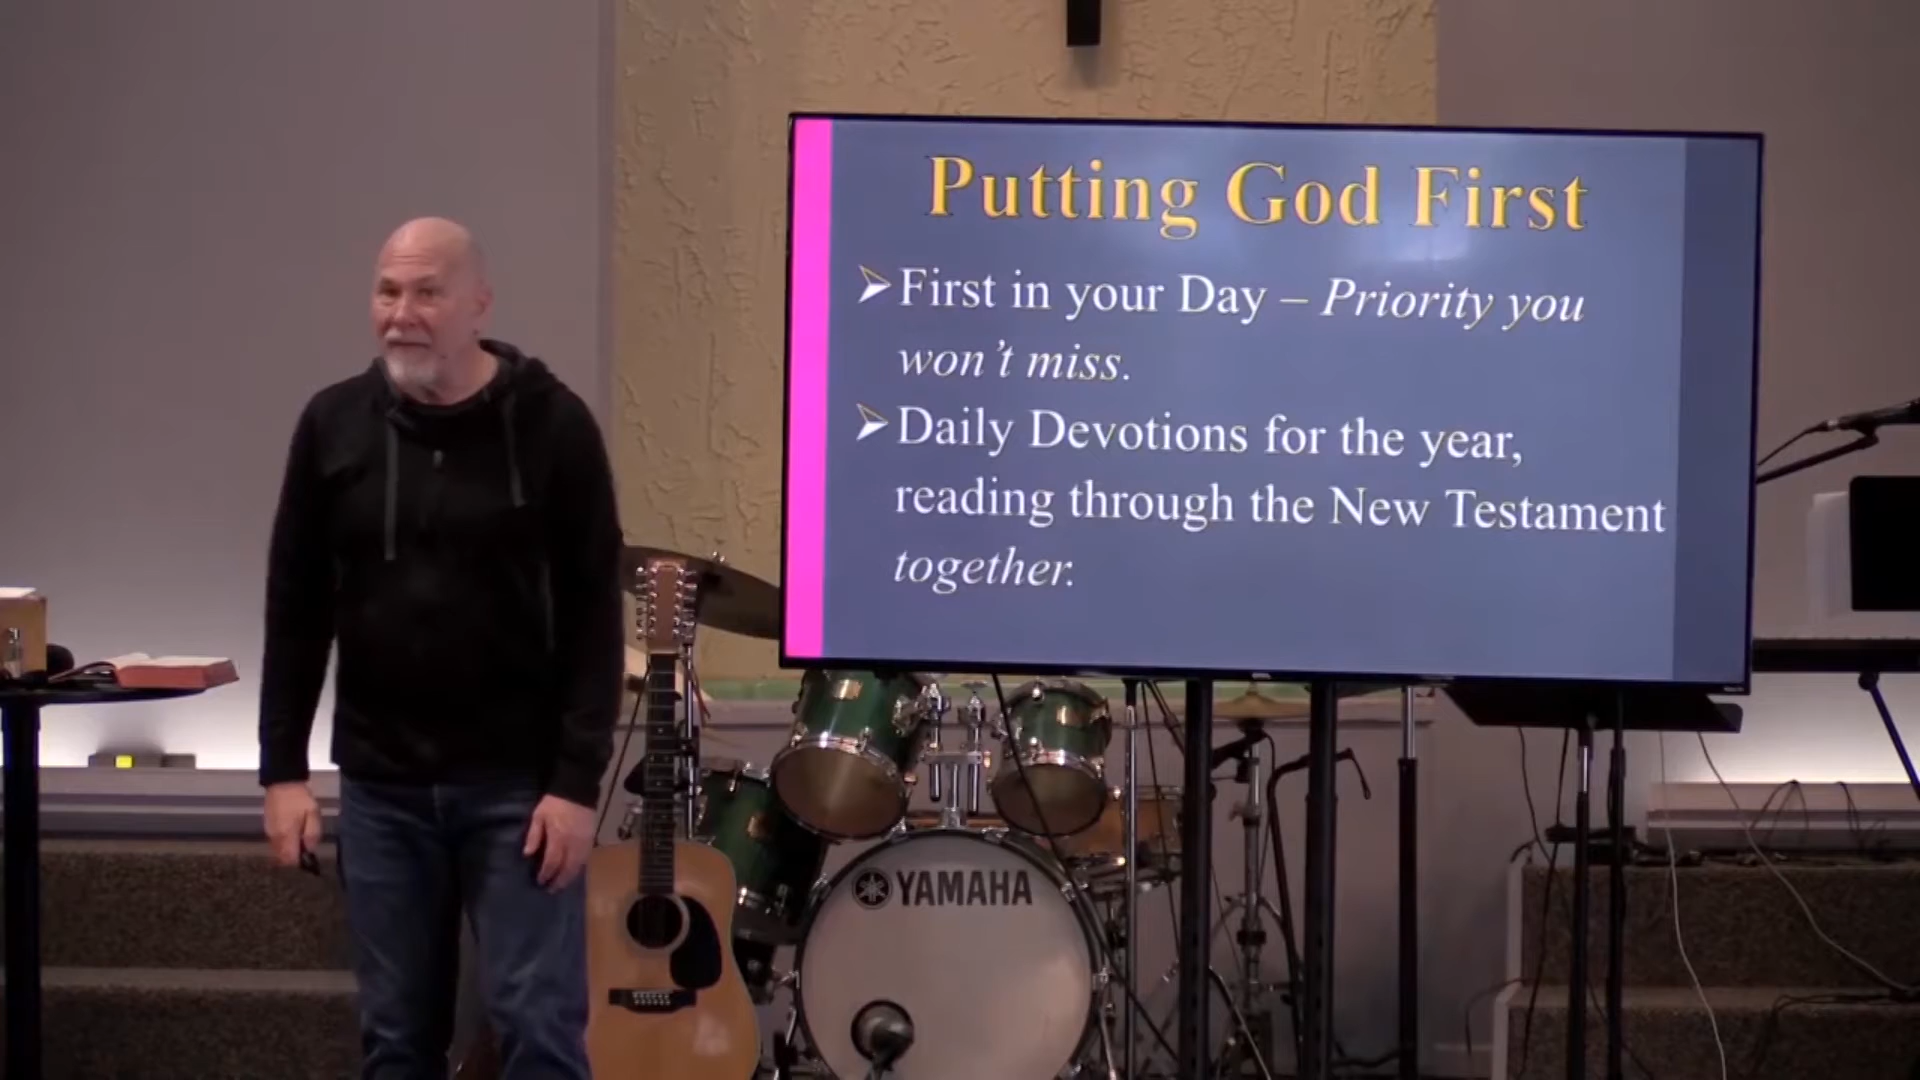 Putting God First
➢First in your Day – Priority you
won't miss.
➢Daily Devotions for the year,
reading through the New Testament
together.
YAMAHA